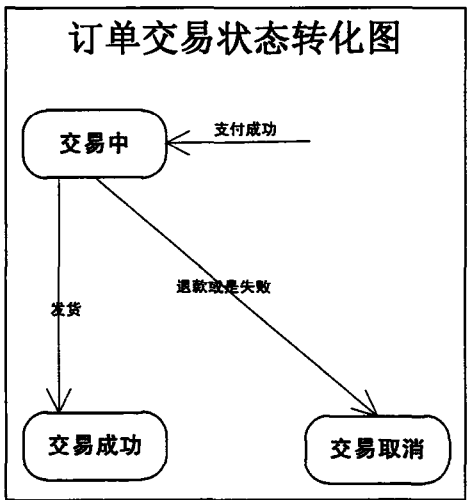 订单交易状态转化图
交易中
支付成功
发货
退款或是失败
交易成功
交易取消